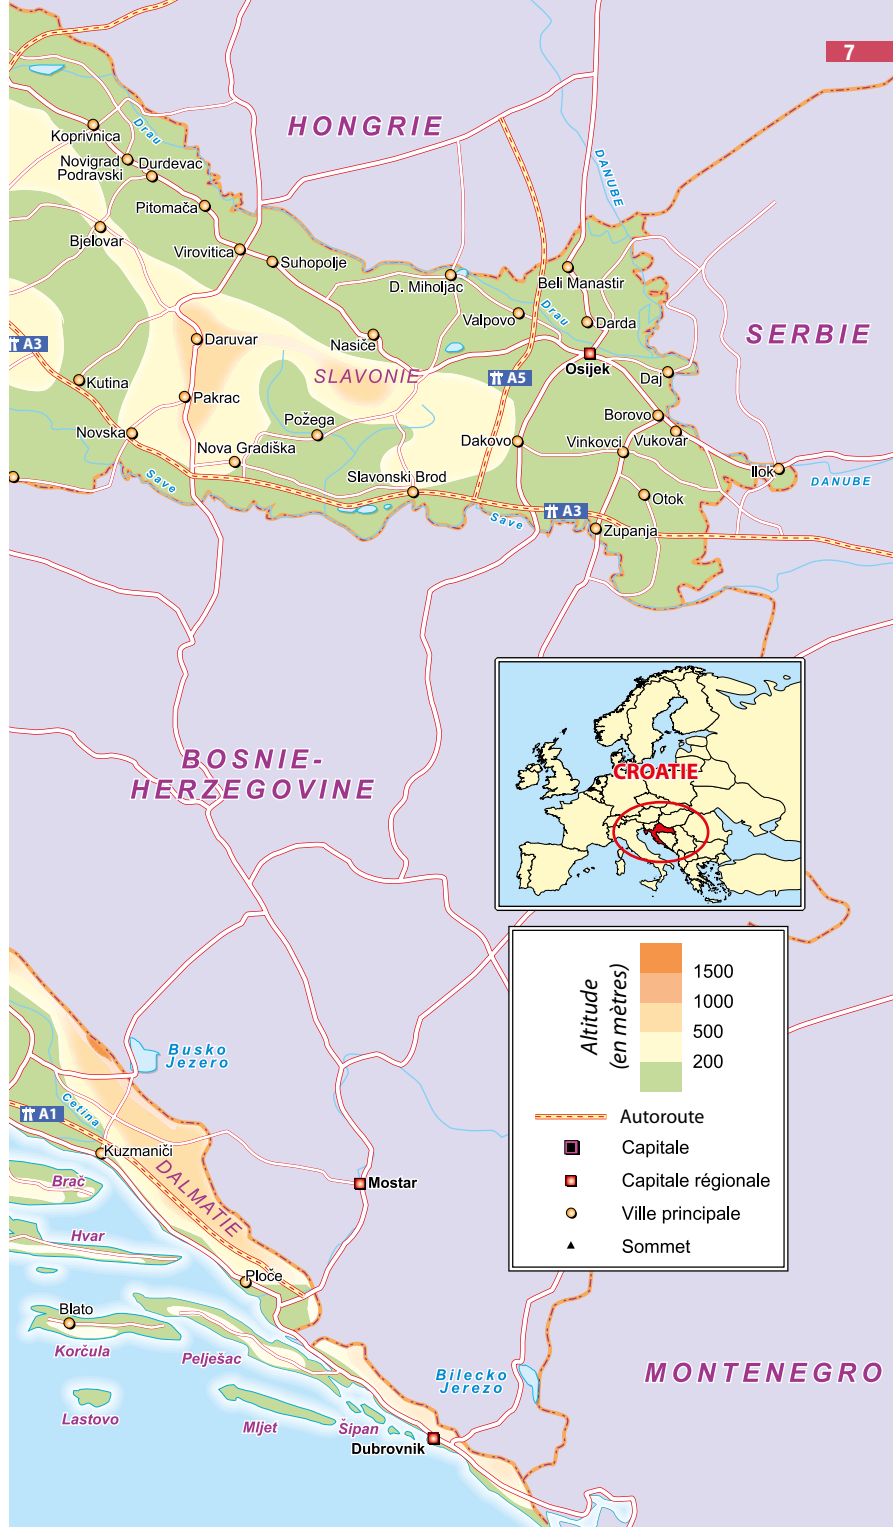 7
HONGRIE
Koprivnica
Drau
DANUBE
Novigrad
Podravski
Durdevac
Pitomača
Bjelovar
Virovitica
Suhopolje
D. Miholjac
Beli Manastir
Valpovo
Drau
Darda
SERBIE
A3
Daruvar
Nasiče
Osijek
SLAVONIE
A5
Daj
Kutina
Pakrac
Požega
Borovo
Novska
Nova Gradiška
Dakovo
Vinkovci
Vukovar
Ilok
DANUBE
Save
Slavonski Brod
Otok
Save
A3
Zupanja
BOSNIE-
HERZEGOVINE
CROATIE
Altitude
(en mètres)
1500
1000
500
200
Autoroute
Capitale
Capitale régionale
Ville principale
Sommet
Busko
Jezero
Cetina
A1
Kuzmaniči
DALMATIE
Brač
Mostar
Hvar
Ploče
Blato
Korčula
Pelješac
Bilecko
Jerezo
MONTENEGRO
Lastovo
Mljet
Šipan
Dubrovnik